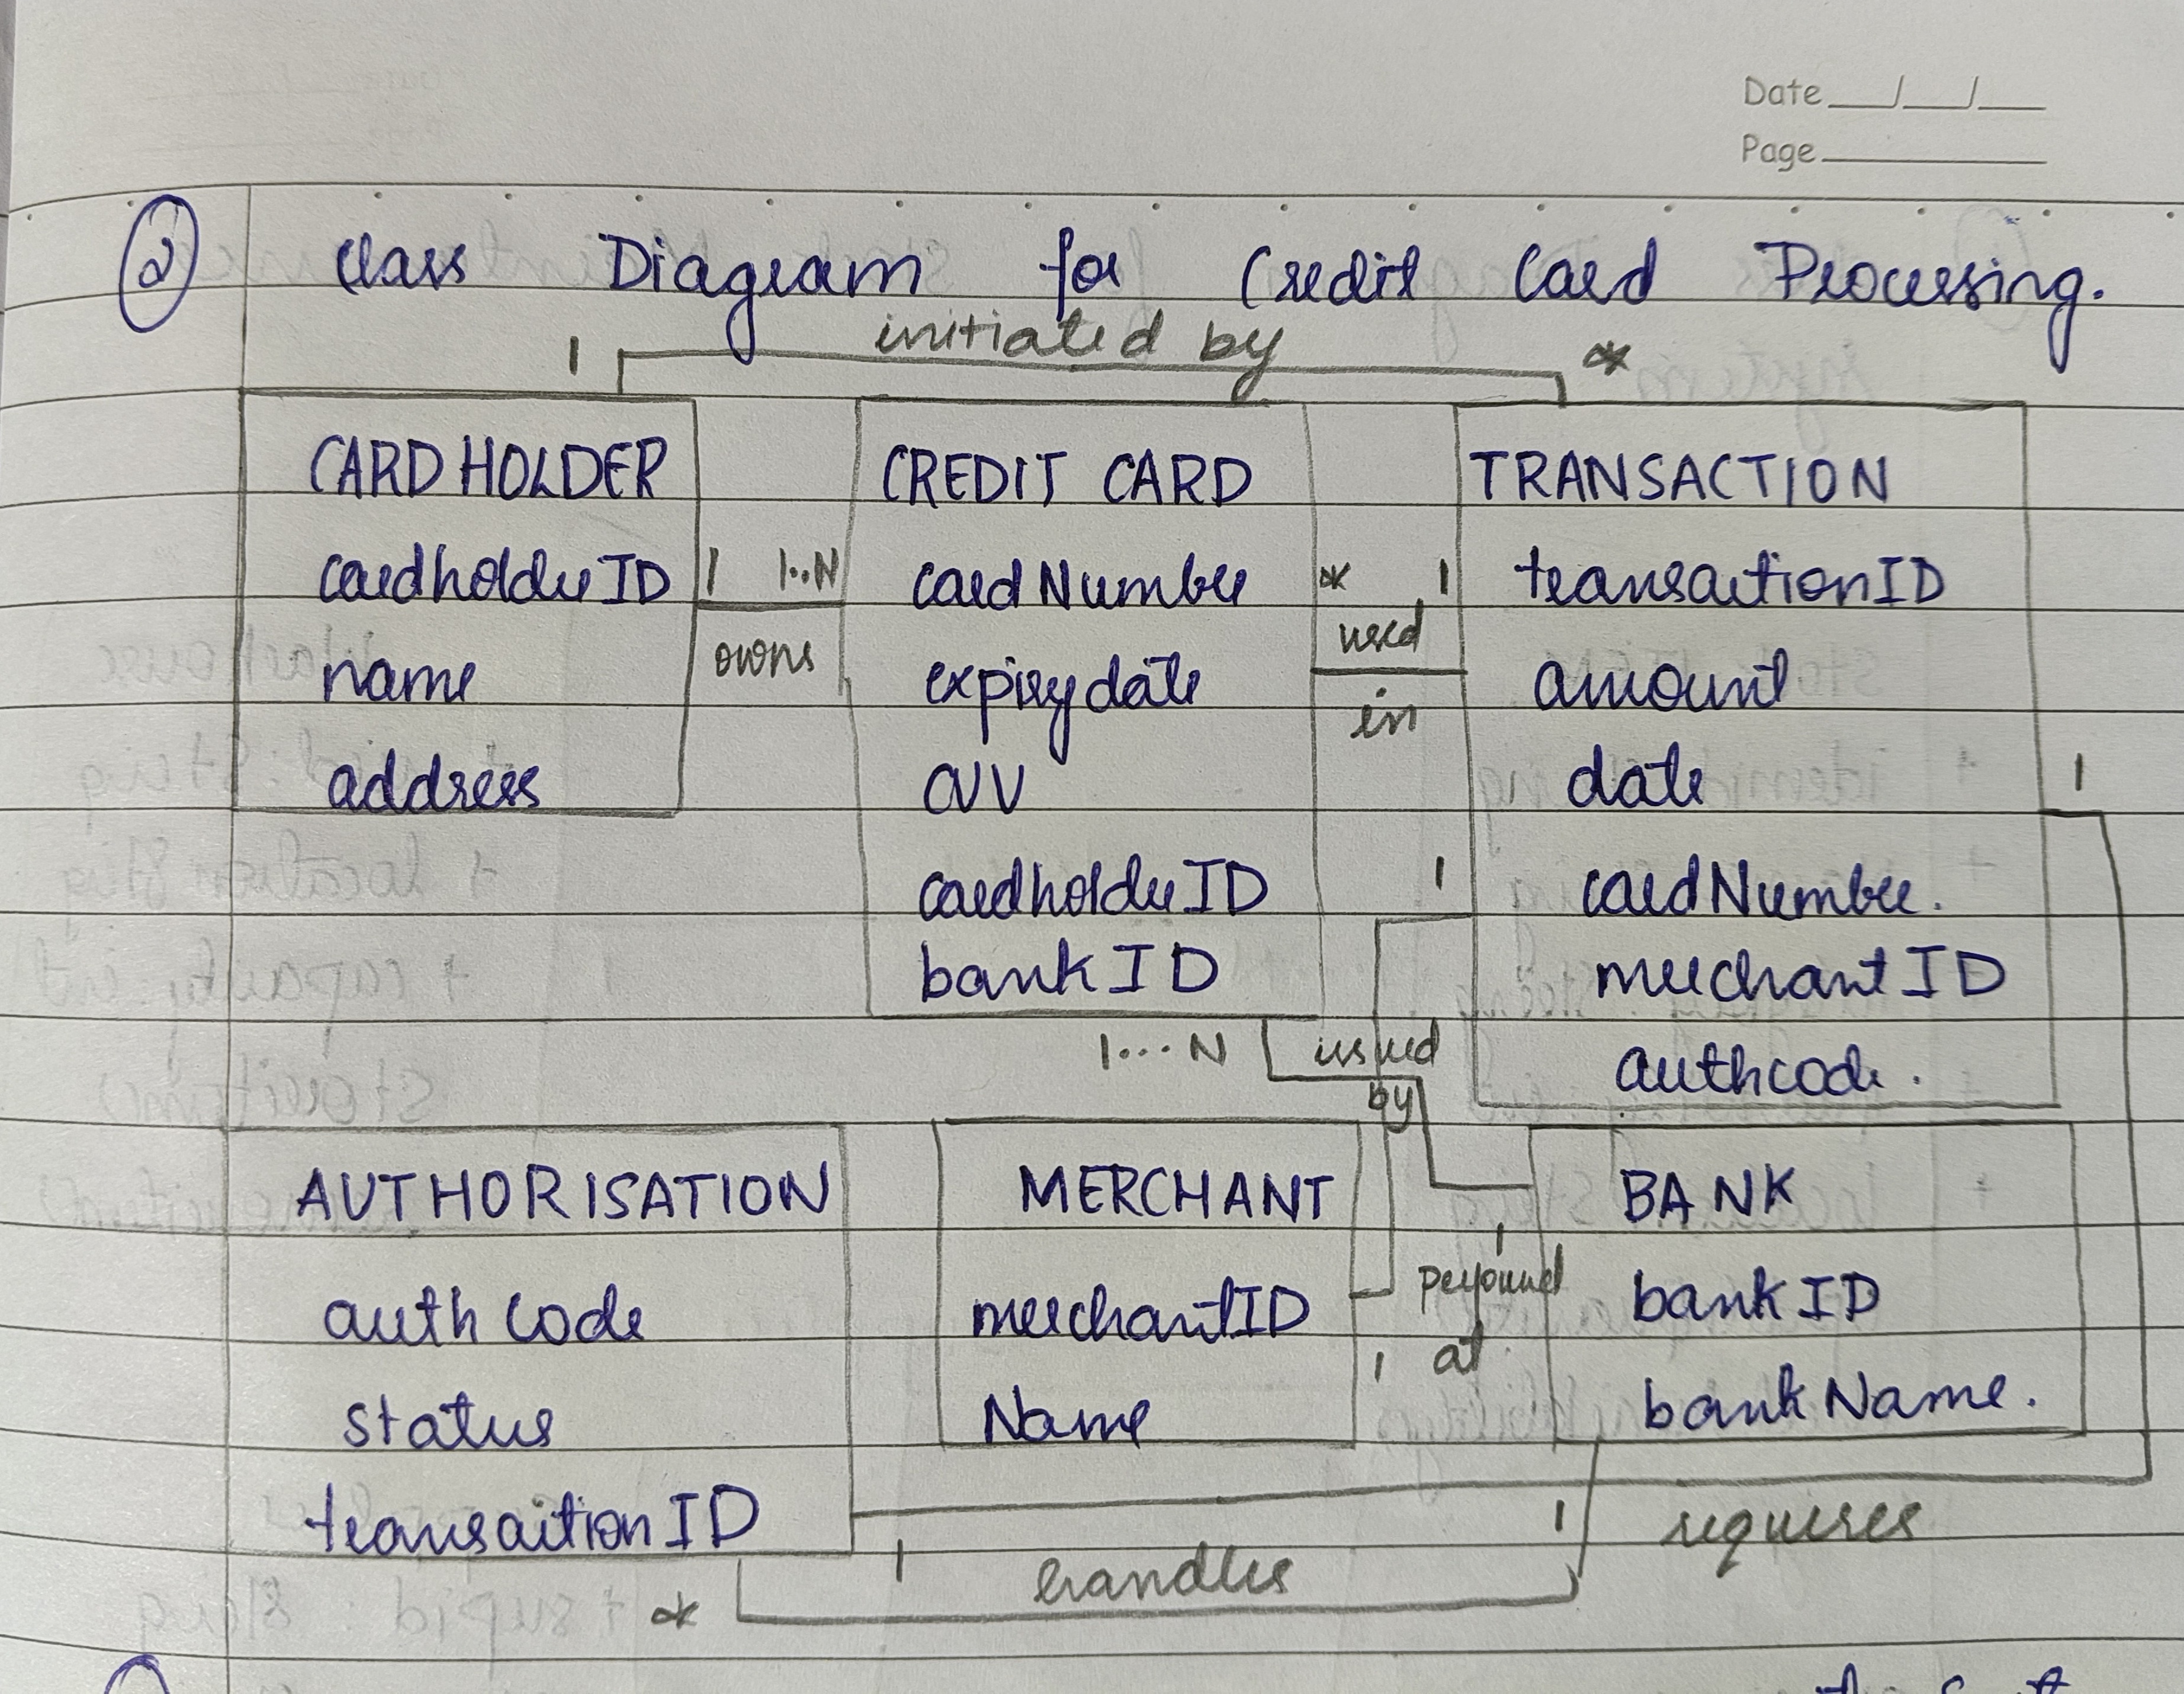 Date __/__/__
Page ________
② Class Diagram for Credit Card Processing.
1 initiated by *
CARD HOLDER
cardholderID
name
address
1 1..N
owns
CREDIT CARD
cardNumber
expirydate
CVV
cardholderID
bankID
* 1
used
in
TRANSACTION
transactionID
amount
date
cardNumber.
merchantID
authcode.
1
1
1...N issued
by
AUTHORISATION
auth code
status
transactionID
MERCHANT
merchantID
Name
1
at
BANK
bankID
bankName.
1
1
1
requires
* handles